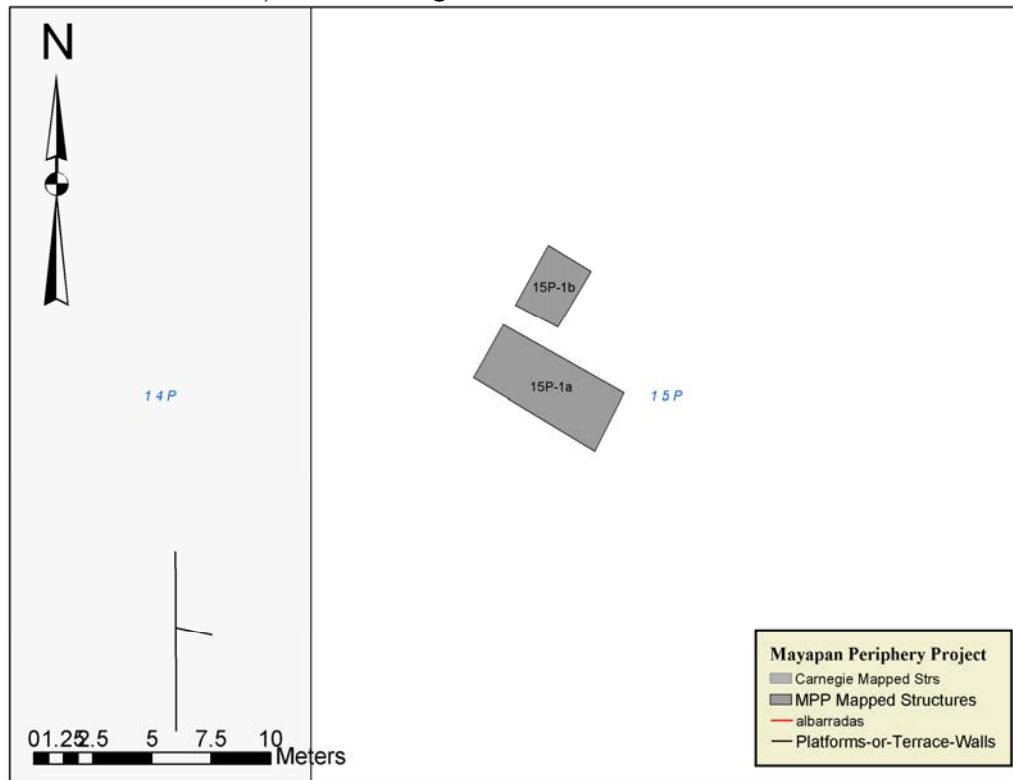 N
15P-1b
15P-1a
14P
15P
01.252.5 5 7.5 10
Meters
Mayapan Periphery Project
Carnegie Mapped Strs
MPP Mapped Structures
albarradas
Platforms-or-Terrace-Walls